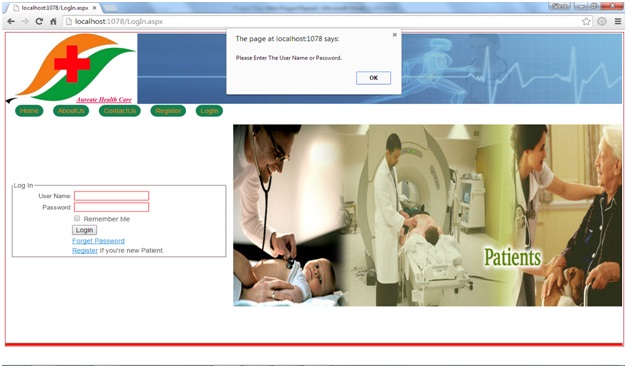 localhost:1078/LogIn.aspx
localhost:1078/LogIn.aspx
The page at localhost:1078 says:
Please Enter The User Name or Password.
OK
Aureate Health Care
Home
AboutUs
ContactUs
Register
LogIn
Log In
User Name:
Password:
Remember Me
Login
Forget Password
Register If you're new Patient.
Patients